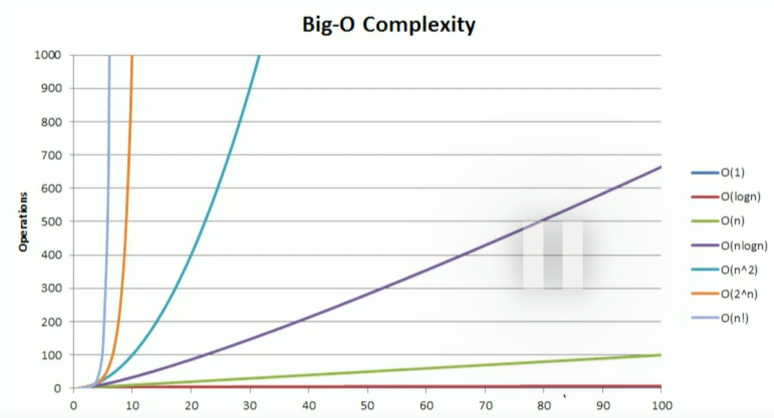 Big-O Complexity
1000
900
800
700
600
500
400
300
200
100
0
Operations
0 10 20 30 40 50 60 70 80 90 100
O(1)
O(logn)
O(n)
O(nlogn)
O(n^2)
O(2^n)
O(n!)